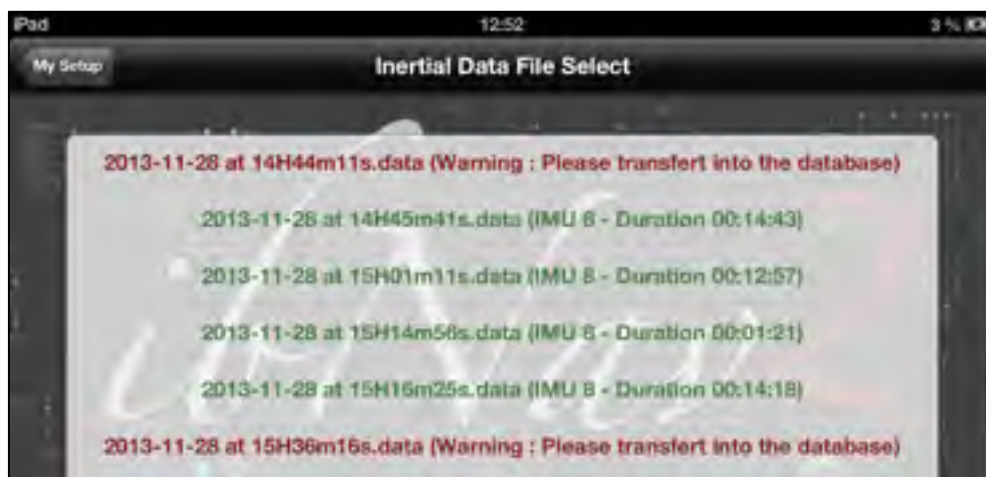 iPad
12:52
3 %
My Setup
Inertial Data File Select
2013-11-28 at 14H44m11s.data (Warning : Please transfert into the database)
2013-11-28 at 14H45m41s.data (IMU 8 - Duration 00:14:43)
2013-11-28 at 15H01m11s.data (IMU 8 - Duration 00:12:57)
2013-11-28 at 15H14m56s.data (IMU 8 - Duration 00:01:21)
2013-11-28 at 15H16m25s.data (IMU 8 - Duration 00:14:18)
2013-11-28 at 15H36m16s.data (Warning : Please transfert into the database)